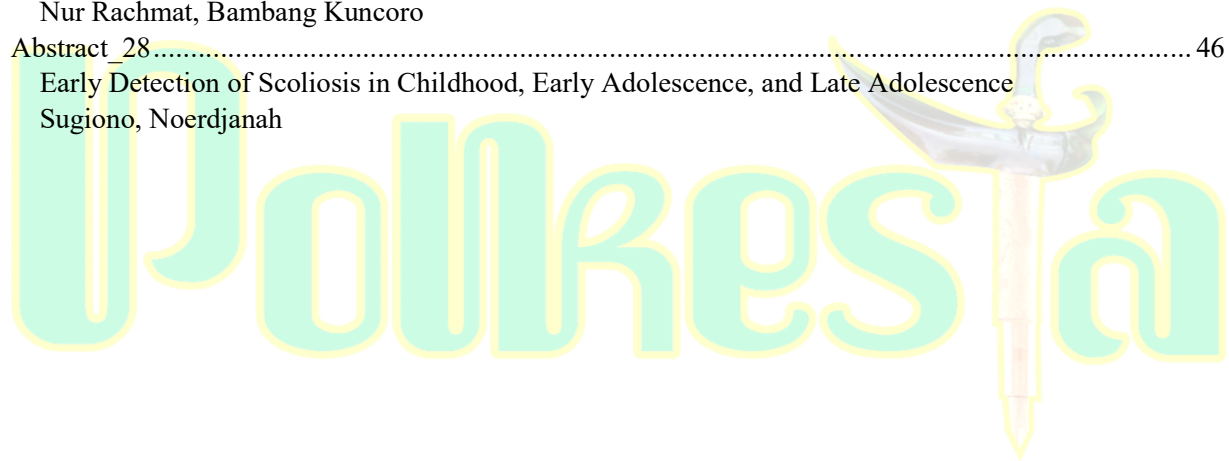 Nur Rachmat, Bambang Kuncoro
Abstract_28................................................................................................................................................ 46
Early Detection of Scoliosis in Childhood, Early Adolescence, and Late Adolescence
Sugiono, Noerdjanah
Polkesta